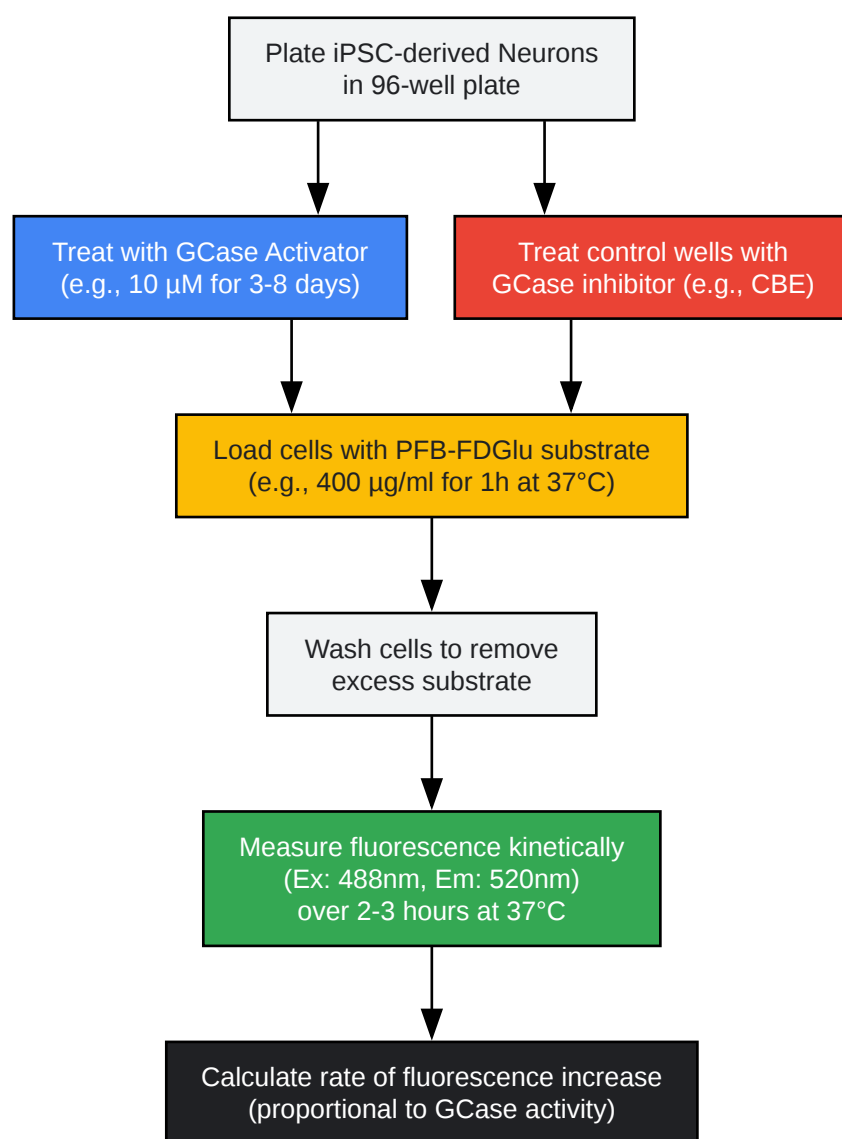 Plate iPSC-derived Neurons
in 96-well plate
Treat with GCase Activator
(e.g., 10 µM for 3-8 days)
Treat control wells with
GCase inhibitor (e.g., CBE)
Load cells with PFB-FDGlu substrate
(e.g., 400 µg/ml for 1h at 37°C)
Wash cells to remove
excess substrate
Measure fluorescence kinetically
(Ex: 488nm, Em: 520nm)
over 2-3 hours at 37°C
Calculate rate of fluorescence increase
(proportional to GCase activity)